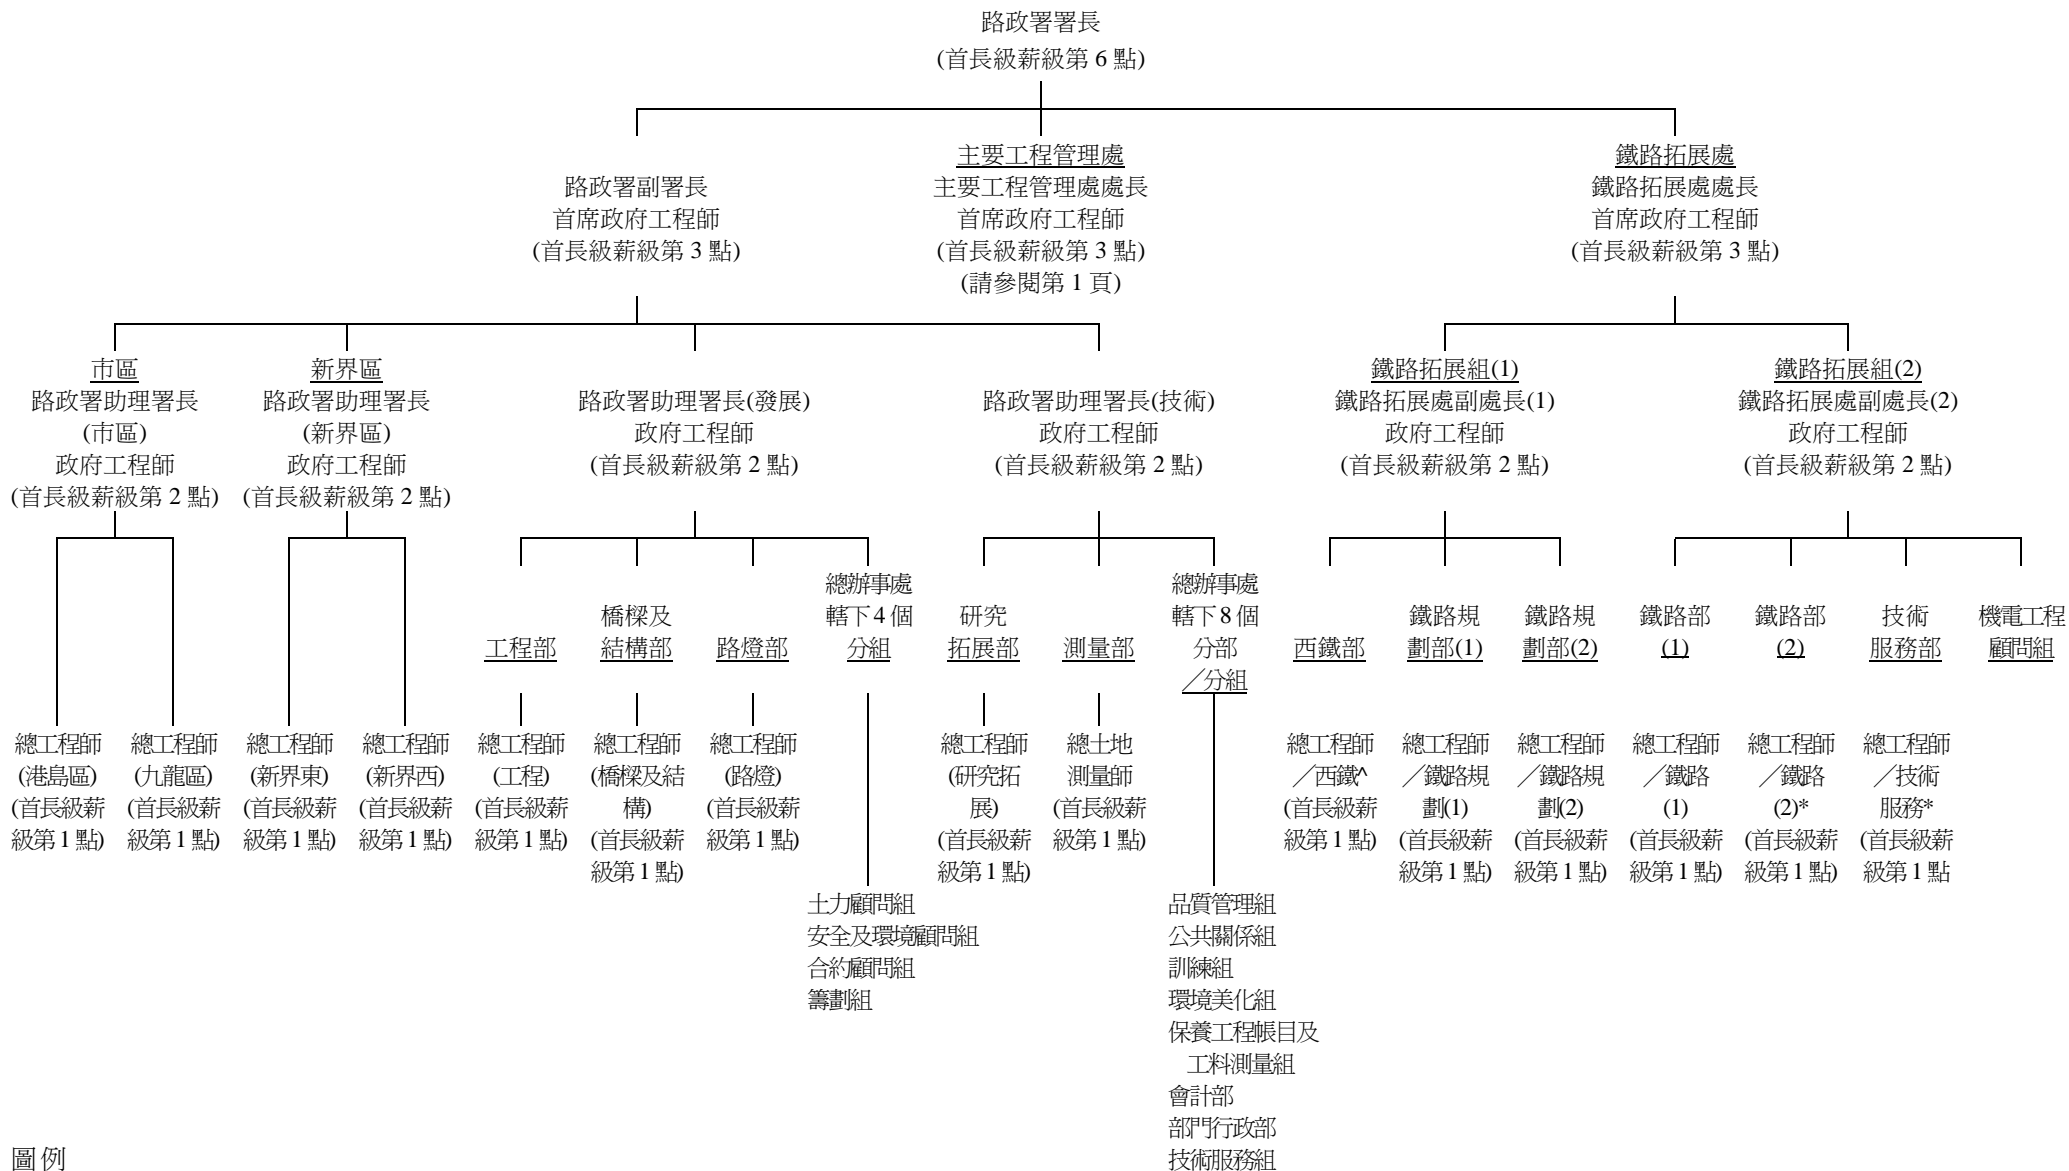 路政署署長
(首長級薪級第 6 點)
路政署副署長
首席政府工程師
(首長級薪級第 3 點)
主要工程管理處
主要工程管理處處長
首席政府工程師
(首長級薪級第 3 點)
(請參閱第 1 頁)
鐵路拓展處
鐵路拓展處處長
首席政府工程師
(首長級薪級第 3 點)
市區
路政署助理署長
(市區)
政府工程師
(首長級薪級第 2 點)
新界區
路政署助理署長
(新界區)
政府工程師
(首長級薪級第 2 點)
路政署助理署長(發展)
政府工程師
(首長級薪級第 2 點)
路政署助理署長(技術)
政府工程師
(首長級薪級第 2 點)
鐵路拓展組(1)
鐵路拓展處副處長(1)
政府工程師
(首長級薪級第 2 點)
鐵路拓展組(2)
鐵路拓展處副處長(2)
政府工程師
(首長級薪級第 2 點)
工程部
橋樑及
結構部
路燈部
總辦事處
轄下 4 個
分組
研究
拓展部
測量部
總辦事處
轄下 8 個
分部
／分組
西鐵部
鐵路規
劃部(1)
鐵路規
劃部(2)
鐵路部
(1)
鐵路部
(2)
技術
服務部
機電工程
顧問組
總工程師
(港島區)
(首長級薪
級第 1 點)
總工程師
(九龍區)
(首長級薪
級第 1 點)
總工程師
(新界東)
(首長級薪
級第 1 點)
總工程師
(新界西)
(首長級薪
級第 1 點)
總工程師
(工程)
(首長級薪
級第 1 點)
總工程師
(橋樑及結
構)
(首長級薪
級第 1 點)
總工程師
(路燈)
(首長級薪
級第 1 點)
總工程師
(研究拓
展)
(首長級薪
級第 1 點)
總土地
測量師
(首長級薪
級第 1 點)
總工程師
／西鐵^
(首長級薪
級第 1 點)
總工程師
／鐵路規
劃(1)
(首長級薪
級第 1 點)
總工程師
／鐵路規
劃(2)
(首長級薪
級第 1 點)
總工程師
／鐵路
(1)
(首長級薪
級第 1 點)
總工程師
／鐵路
(2)*
(首長級薪
級第 1 點)
總工程師
／技術
服務*
(首長級薪
級第 1 點
土力顧問組
安全及環境顧問組
合約顧問組
籌劃組
品質管理組
公共關係組
訓練組
環境美化組
保養工程帳目及
工料測量組
會計部
部門行政部
技術服務組
圖例